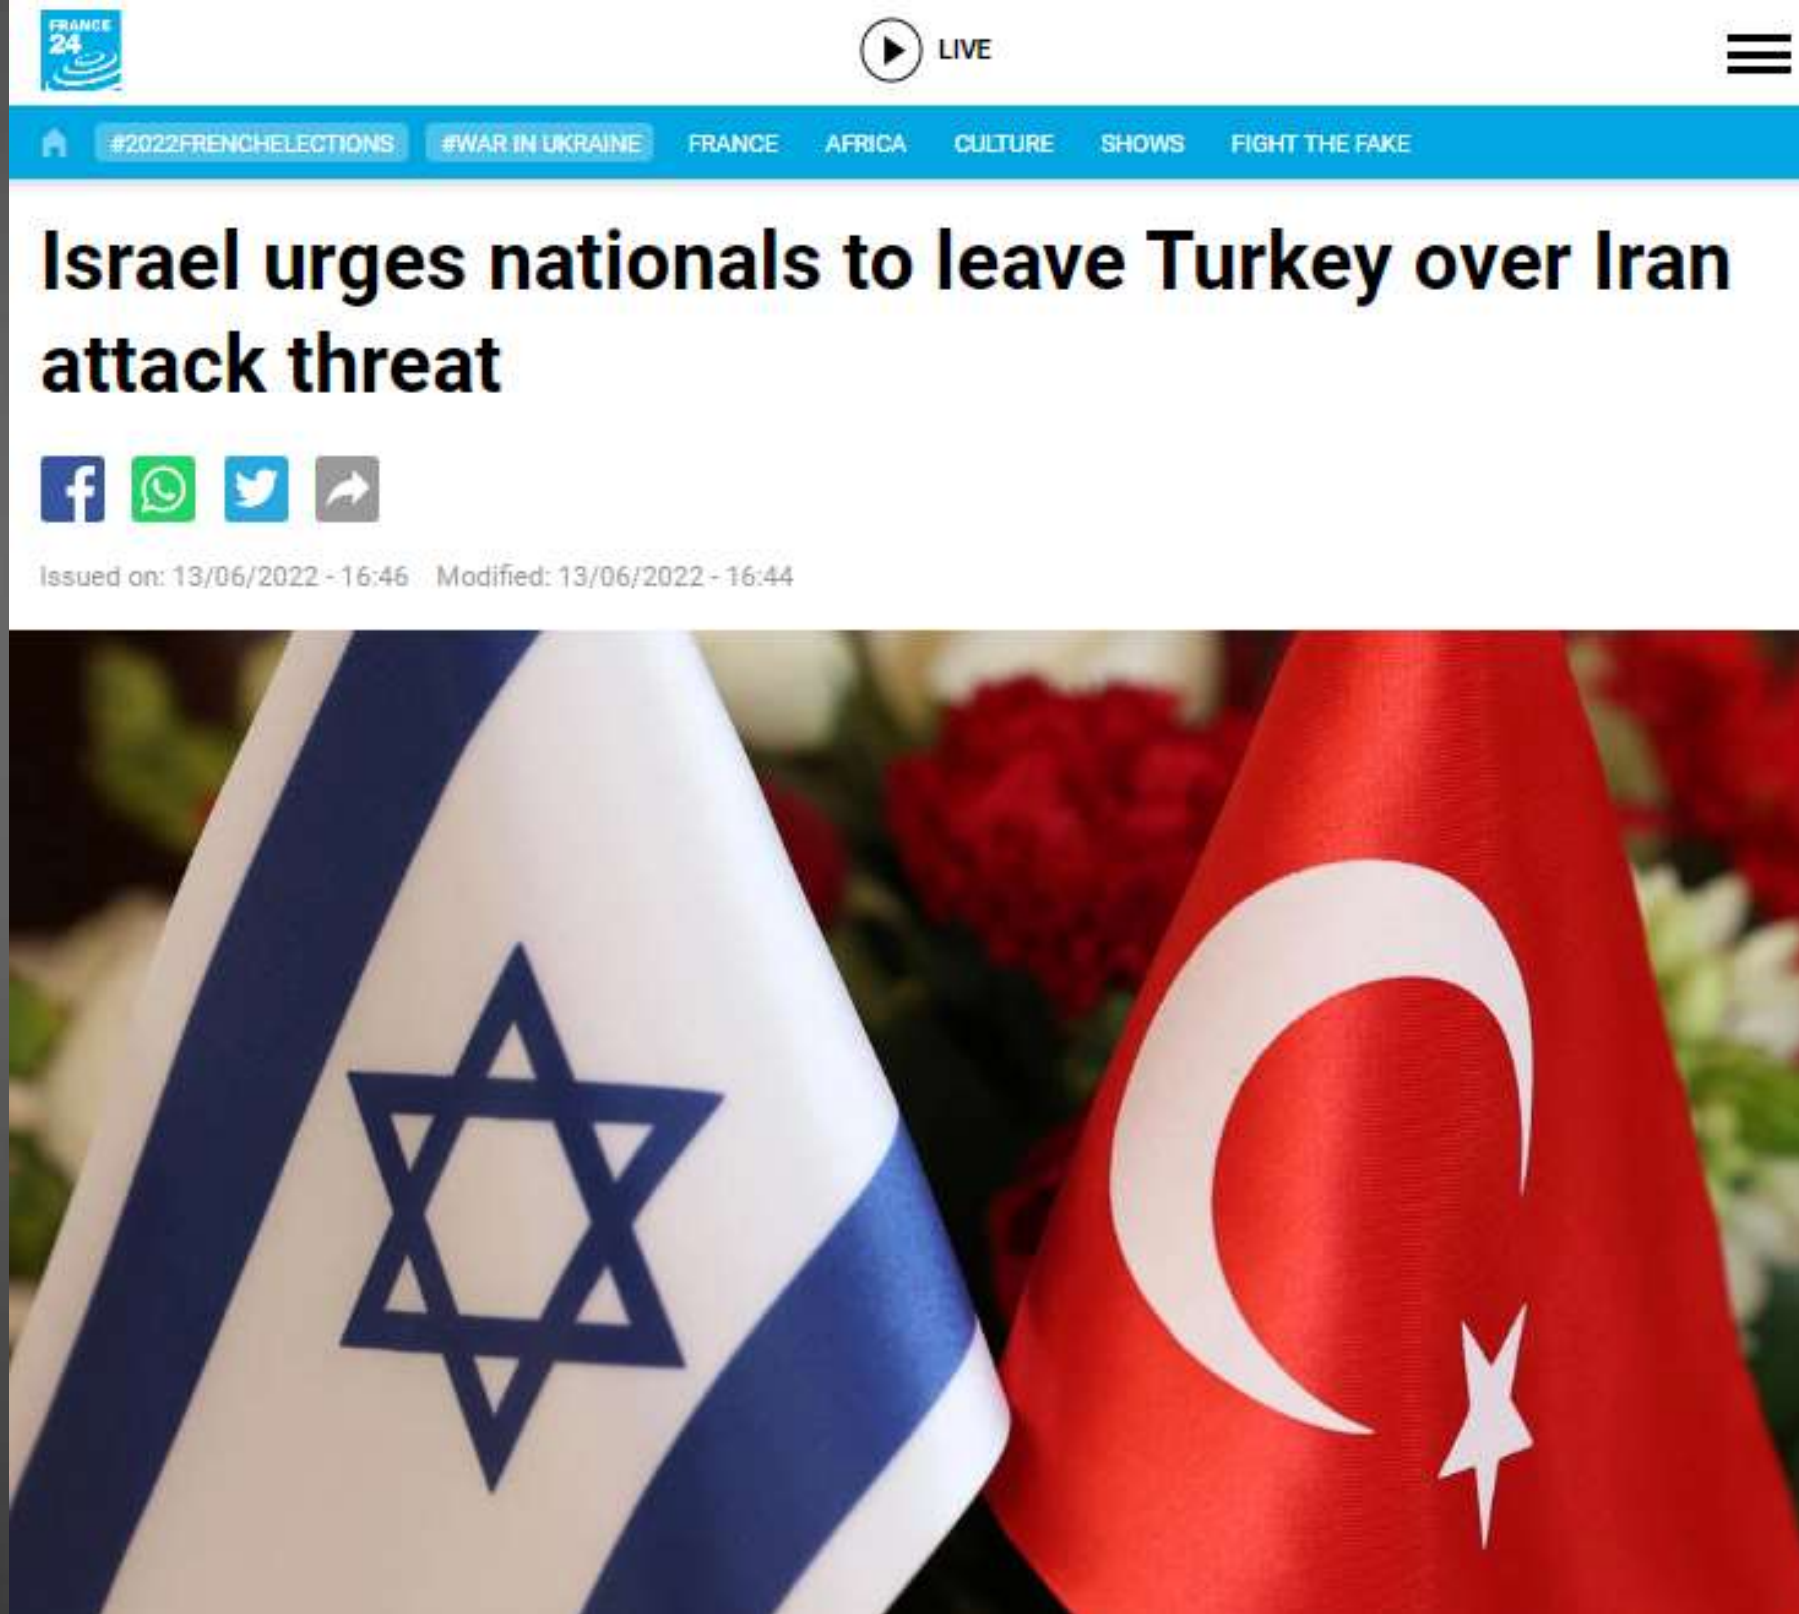 FRANCE
24
LIVE
#2022FRENCHELECTIONS #WAR IN UKRAINE FRANCE AFRICA CULTURE SHOWS FIGHT THE FAKE
Israel urges nationals to leave Turkey over Iran
attack threat
Issued on: 13/06/2022 - 16:46 Modified: 13/06/2022 - 16:44